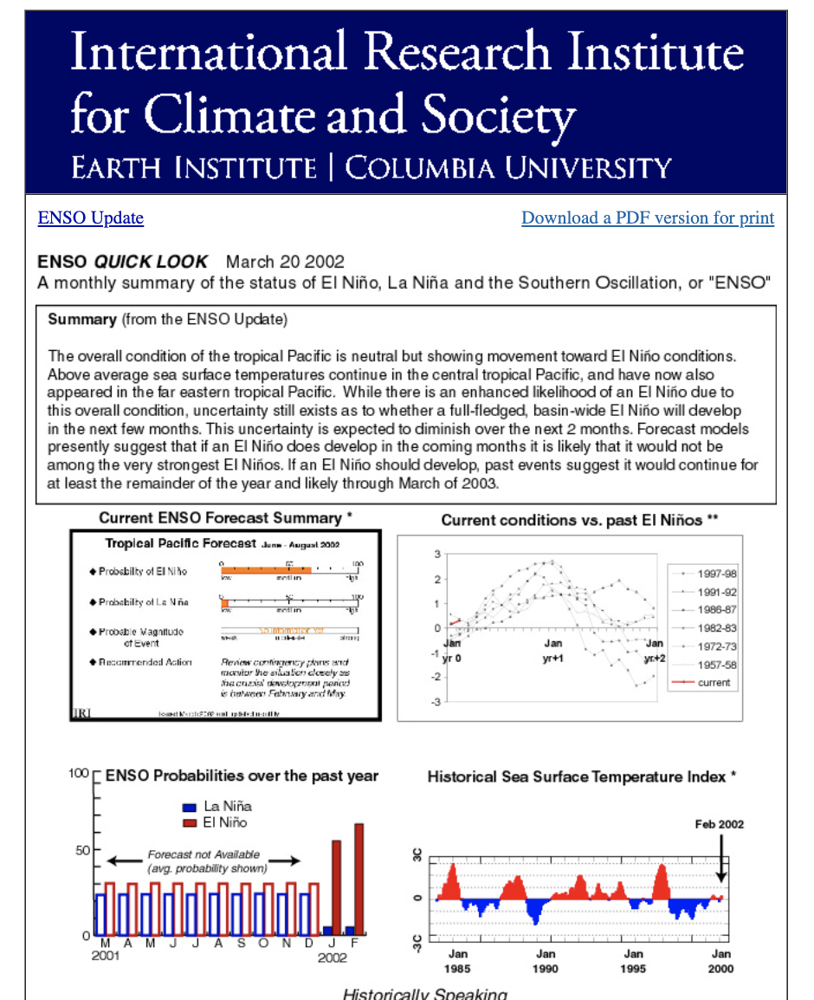 International Research Institute
for Climate and Society
EARTH INSTITUTE | COLUMBIA UNIVERSITY
ENSO Update
Download a PDF version for print
ENSO QUICK LOOK March 20 2002
A monthly summary of the status of El Niño, La Niña and the Southern Oscillation, or "ENSO"
Summary (from the ENSO Update)
The overall condition of the tropical Pacific is neutral but showing movement toward El Niño conditions.
Above average sea surface temperatures continue in the central tropical Pacific, and have now also
appeared in the far eastern tropical Pacific. While there is an enhanced likelihood of an El Niño due to
this overall condition, uncertainty still exists as to whether a full-fledged, basin-wide El Niño will develop
in the next few months. This uncertainty is expected to diminish over the next 2 months. Forecast models
presently suggest that if an El Niño does develop in the coming months it is likely that it would not be
among the very strongest El Niños. If an El Niño should develop, past events suggest it would continue for
at least the remainder of the year and likely through March of 2003.
Current ENSO Forecast Summary *
Tropical Pacific Forecast June - August 2002
Probability of El Niño
0 50 100
low medium high
Probability of La Niña
0 50 100
low medium high
Probable Magnitude
of Event
No information yet
weak moderate strong
Recommended Action
Review contingency plans and
monitor the situation closely as
the crucial development period
is between February and May.
IRI
Issued March 2002 and updated monthly
Current conditions vs. past El Niños **
3
2
1
0
-1
-2
-3
Jan
yr 0
Jan
yr+1
Jan
yr+2
1997-98
1991-92
1986-87
1982-83
1972-73
1957-58
current
ENSO Probabilities over the past year
100
50
0
La Niña
El Niño
Forecast not Available
(avg. probability shown)
M A M J J A S O N D J F
2001 2002
Historical Sea Surface Temperature Index *
Feb 2002
3C
0
-3C
Jan Jan Jan Jan
1985 1990 1995 2000
Historically Speaking